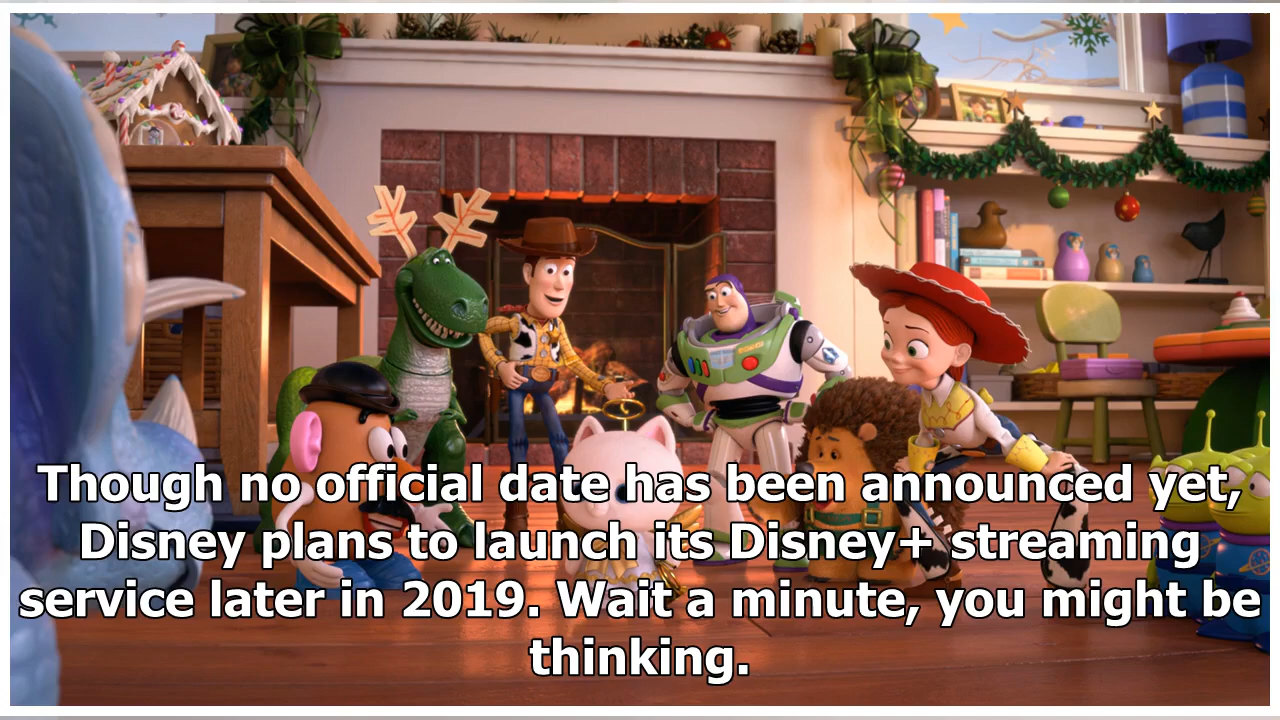 Though no official date has been announced yet,
Disney plans to launch its Disney+ streaming
service later in 2019. Wait a minute, you might be
thinking.